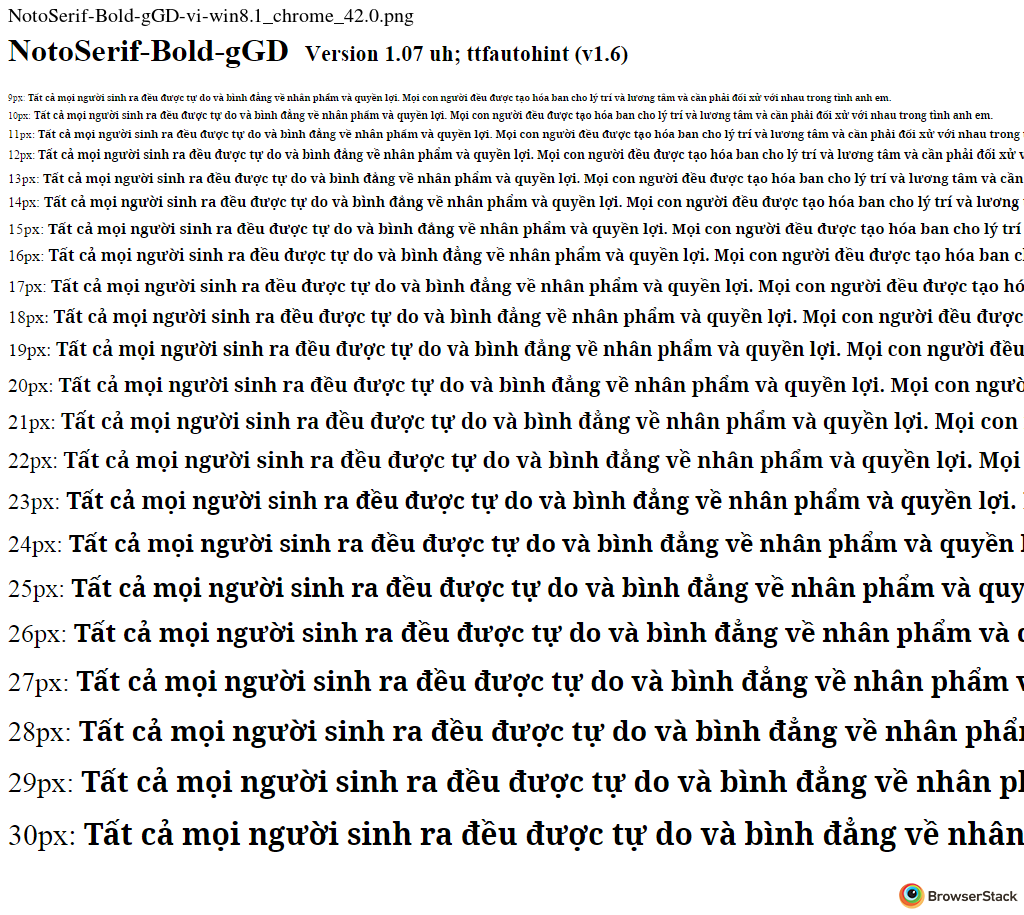 NotoSerif-Bold-gGD-vi-win8.1_chrome_42.0.png
NotoSerif-Bold-gGD Version 1.07 uh; ttfautohint (v1.6)
9px: Tất cả mọi người sinh ra đều được tự do và bình đẳng về nhân phẩm và quyền lợi. Mọi con người đều được tạo hóa ban cho lý trí và lương tâm và cần phải đối xử với nhau trong tình anh em.
10px: Tất cả mọi người sinh ra đều được tự do và bình đẳng về nhân phẩm và quyền lợi. Mọi con người đều được tạo hóa ban cho lý trí và lương tâm và cần phải đối xử với nhau trong tình anh em.
11px: Tất cả mọi người sinh ra đều được tự do và bình đẳng về nhân phẩm và quyền lợi. Mọi con người đều được tạo hóa ban cho lý trí và lương tâm và cần phải đối xử với nhau trong
12px: Tất cả mọi người sinh ra đều được tự do và bình đẳng về nhân phẩm và quyền lợi. Mọi con người đều được tạo hóa ban cho lý trí và lương tâm và cần phải đối xử v
13px: Tất cả mọi người sinh ra đều được tự do và bình đẳng về nhân phẩm và quyền lợi. Mọi con người đều được tạo hóa ban cho lý trí và lương tâm và cần
14px: Tất cả mọi người sinh ra đều được tự do và bình đẳng về nhân phẩm và quyền lợi. Mọi con người đều được tạo hóa ban cho lý trí và lương
15px: Tất cả mọi người sinh ra đều được tự do và bình đẳng về nhân phẩm và quyền lợi. Mọi con người đều được tạo hóa ban cho lý trí
16px: Tất cả mọi người sinh ra đều được tự do và bình đẳng về nhân phẩm và quyền lợi. Mọi con người đều được tạo hóa ban c
17px: Tất cả mọi người sinh ra đều được tự do và bình đẳng về nhân phẩm và quyền lợi. Mọi con người đều được tạo hó
18px: Tất cả mọi người sinh ra đều được tự do và bình đẳng về nhân phẩm và quyền lợi. Mọi con người đều được
19px: Tất cả mọi người sinh ra đều được tự do và bình đẳng về nhân phẩm và quyền lợi. Mọi con người đều
20px: Tất cả mọi người sinh ra đều được tự do và bình đẳng về nhân phẩm và quyền lợi. Mọi con ngườ
21px: Tất cả mọi người sinh ra đều được tự do và bình đẳng về nhân phẩm và quyền lợi. Mọi con
22px: Tất cả mọi người sinh ra đều được tự do và bình đẳng về nhân phẩm và quyền lợi. Mọi
23px: Tất cả mọi người sinh ra đều được tự do và bình đẳng về nhân phẩm và quyền lợi.
24px: Tất cả mọi người sinh ra đều được tự do và bình đẳng về nhân phẩm và quyền l
25px: Tất cả mọi người sinh ra đều được tự do và bình đẳng về nhân phẩm và quy
26px: Tất cả mọi người sinh ra đều được tự do và bình đẳng về nhân phẩm và q
27px: Tất cả mọi người sinh ra đều được tự do và bình đẳng về nhân phẩm v
28px: Tất cả mọi người sinh ra đều được tự do và bình đẳng về nhân phẩm
29px: Tất cả mọi người sinh ra đều được tự do và bình đẳng về nhân ph
30px: Tất cả mọi người sinh ra đều được tự do và bình đẳng về nhân
BrowserStack